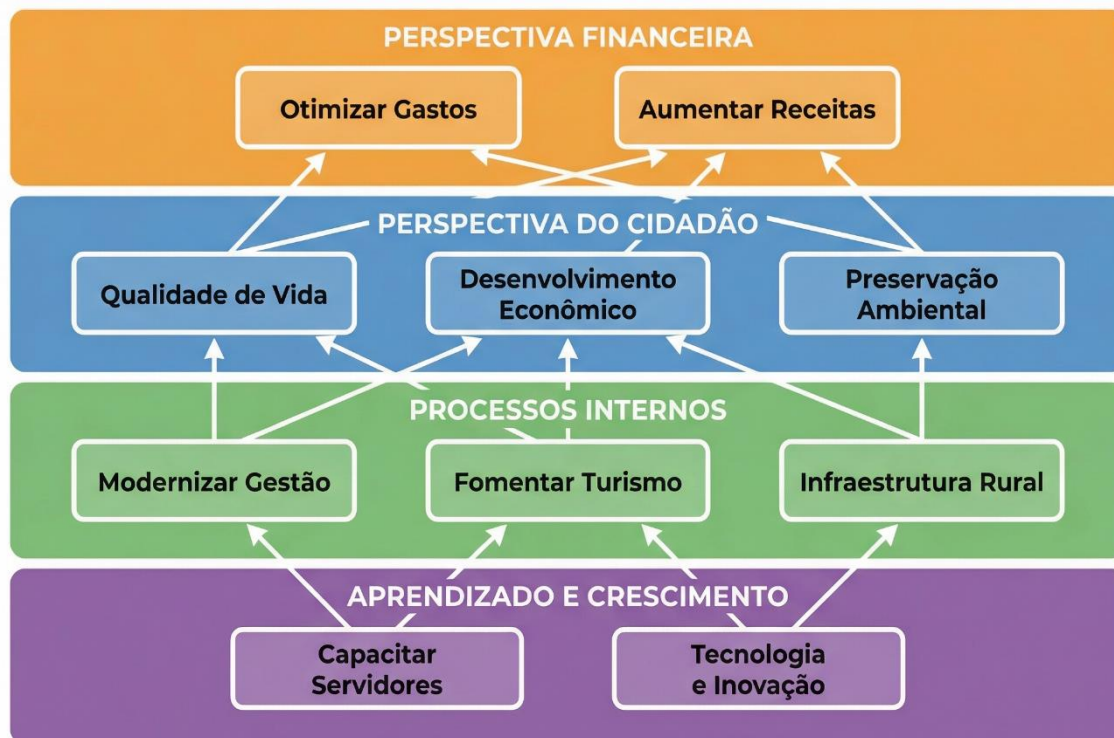 PERSPECTIVA FINANCEIRA
Otimizar Gastos
Aumentar Receitas
PERSPECTIVA DO CIDADÃO
Qualidade de Vida
Desenvolvimento
Econômico
Preservação
Ambiental
PROCESSOS INTERNOS
Modernizar Gestão
Fomentar Turismo
Infraestrutura Rural
APRENDIZADO E CRESCIMENTO
Capacitar
Servidores
Tecnologia
e Inovação